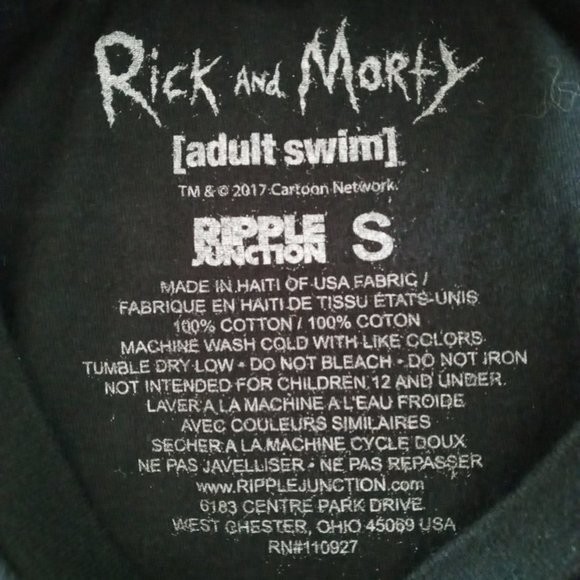 Rick And Morty
[adult swim]
TM & © 2017 Cartoon Network.
RIPPLE
JUNCTION S
MADE IN HAITI OF USA FABRIC /
FABRIQUE EN HAITI DE TISSU ÉTATS-UNIS
100% COTTON / 100% COTON
MACHINE WASH COLD WITH LIKE COLORS
TUMBLE DRY LOW • DO NOT BLEACH • DO NOT IRON
NOT INTENDED FOR CHILDREN 12 AND UNDER.
LAVER A LA MACHINE A L'EAU FROIDE
AVEC COULEURS SIMILAIRES
SECHER A LA MACHINE CYCLE DOUX
NE PAS JAVELLISER • NE PAS REPASSER
www.RIPPLEJUNCTION.com
6183 CENTRE PARK DRIVE
WEST CHESTER, OHIO 45069 USA
RN#110927